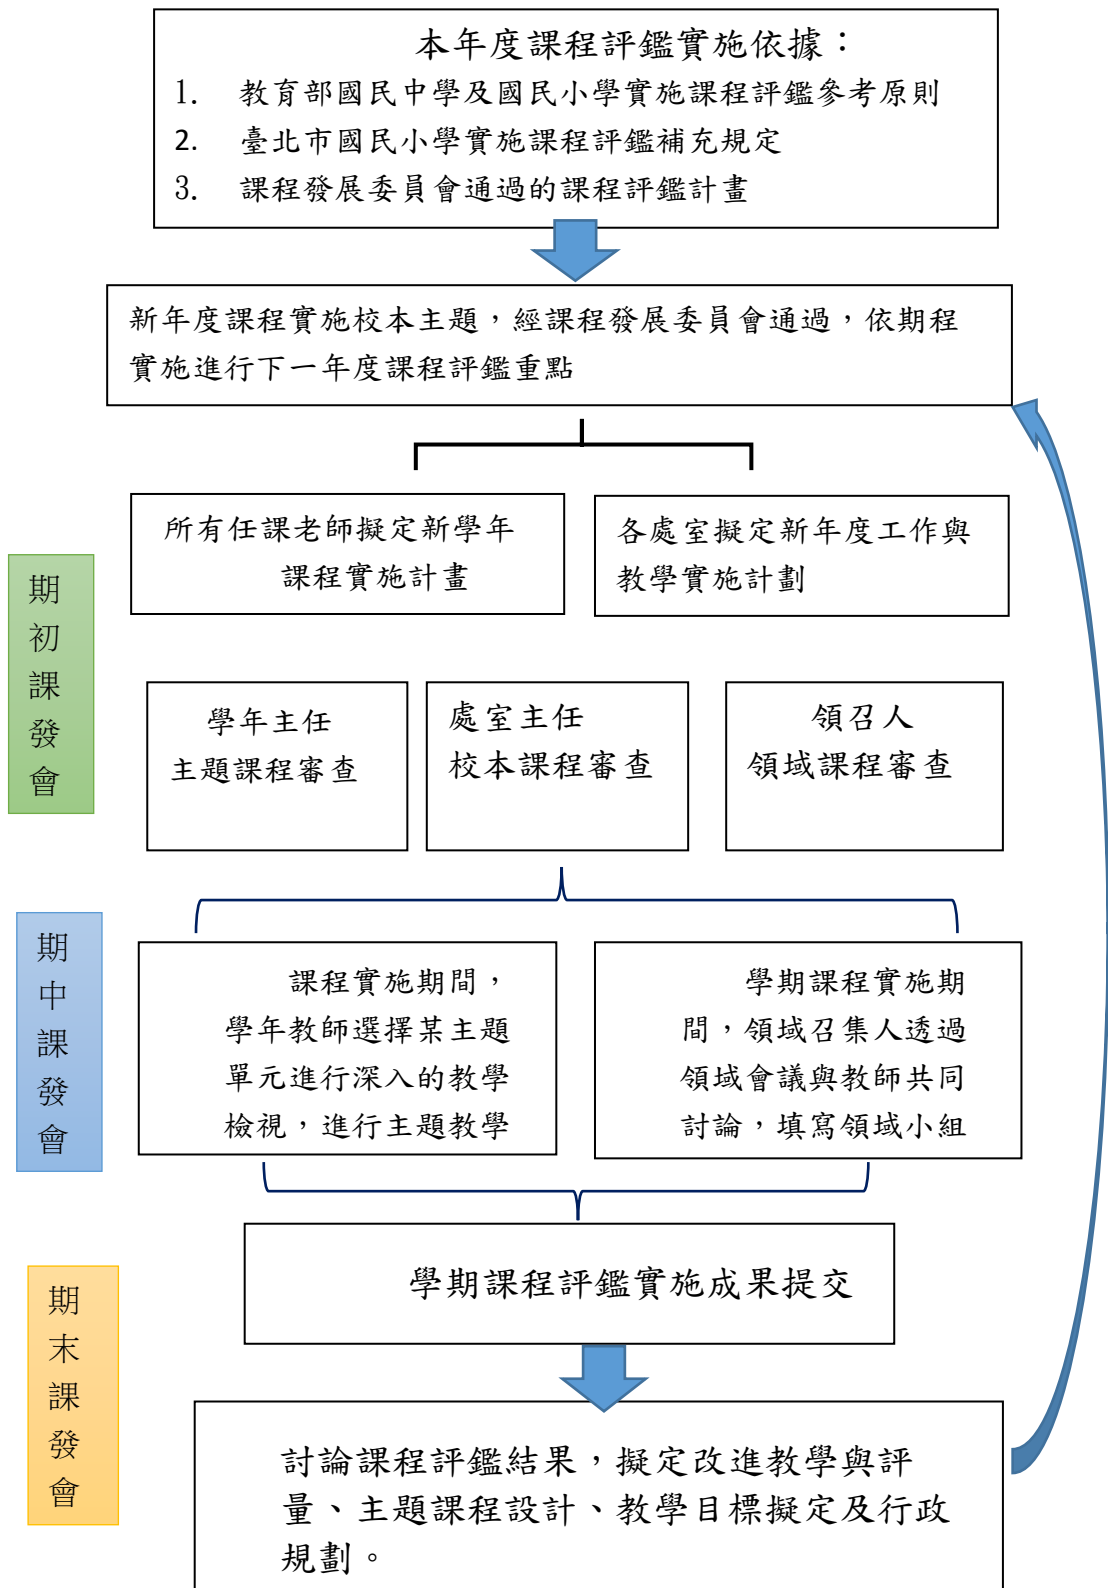 本年度課程評鑑實施依據：
1. 教育部國民中學及國民小學實施課程評鑑參考原則
2. 臺北市國民小學實施課程評鑑補充規定
3. 課程發展委員會通過的課程評鑑計畫
新年度課程實施校本主題，經課程發展委員會通過，依期程
實施進行下一年度課程評鑑重點
期初課發會
所有任課老師擬定新學年
課程實施計畫
各處室擬定新年度工作與
教學實施計劃
學年主任
主題課程審查
處室主任
校本課程審查
領召人
領域課程審查
期中課發會
課程實施期間，
學年教師選擇某主題
單元進行深入的教學
檢視，進行主題教學
學期課程實施期
間，領域召集人透過
領域會議與教師共同
討論，填寫領域小組
期末課發會
學期課程評鑑實施成果提交
討論課程評鑑結果，擬定改進教學與評
量、主題課程設計、教學目標擬定及行政
規劃。